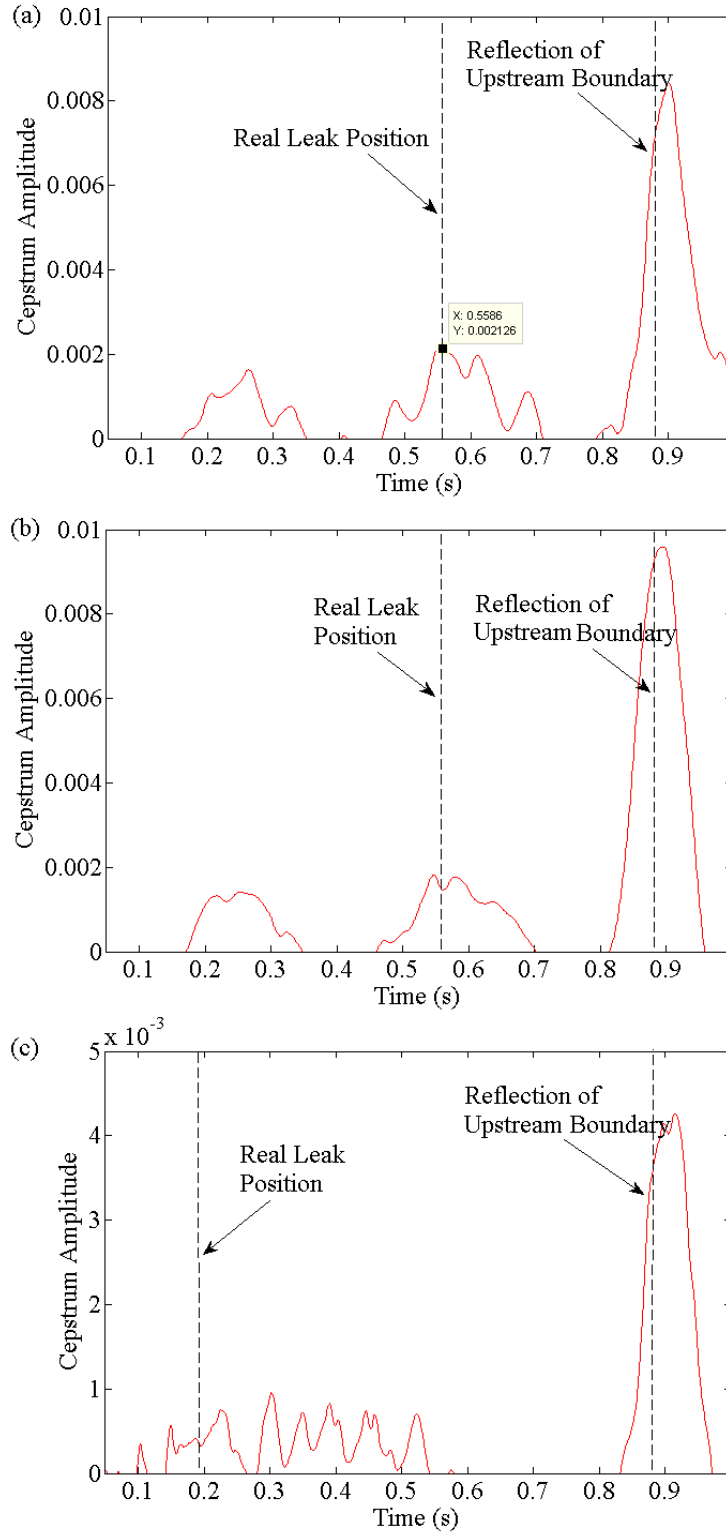 (a)
0.01
0.008
0.006
0.004
0.002
0
Cepstrum Amplitude
Reflection of
Upstream Boundary
Real Leak Position
X: 0.5586
Y: 0.002126
0.1 0.2 0.3 0.4 0.5 0.6 0.7 0.8 0.9
Time (s)
(b)
0.01
0.008
0.006
0.004
0.002
0
Cepstrum Amplitude
Real Leak
Position
Reflection of
Upstream Boundary
0.1 0.2 0.3 0.4 0.5 0.6 0.7 0.8 0.9
Time (s)
(c)
x 10-3
5
4
3
2
1
0
Cepstrum Amplitude
Reflection of
Upstream Boundary
Real Leak
Position
0.1 0.2 0.3 0.4 0.5 0.6 0.7 0.8 0.9
Time (s)